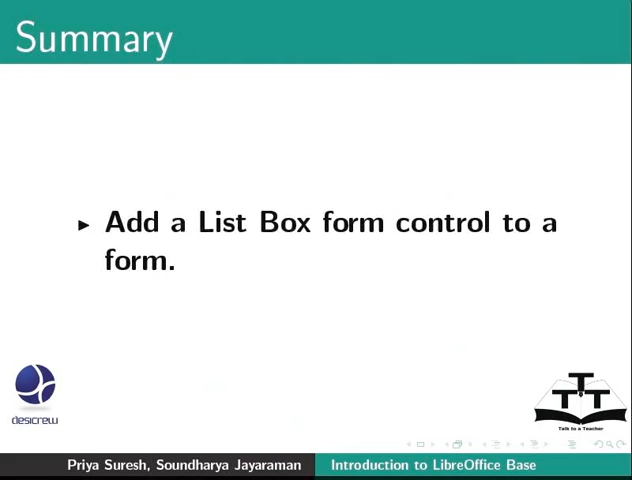 Summary
Add a List Box form control to a
form.
desicrew
T
T T
Talk to a Teacher
Priya Suresh, Soundharya Jayaraman
Introduction to LibreOffice Base